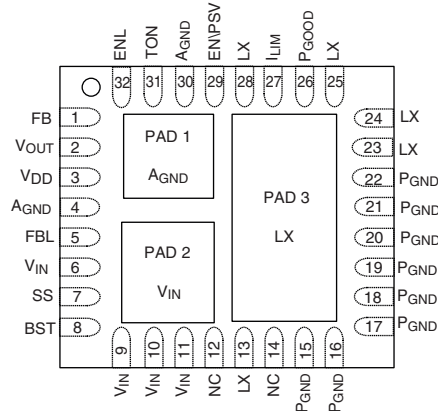 ENL TON AGND EN\PSV LX ILIM PGOOD LX
32 31 30 29 28 27 26 25
FB 1
VOUT 2
VDD 3
AGND 4
FBL 5
VIN 6
SS 7
BST 8
PAD 1
AGND
PAD 2
VIN
PAD 3
LX
24 LX
23 LX
22 PGND
21 PGND
20 PGND
19 PGND
18 PGND
17 PGND
9 10 11 12 13 14 15 16
VIN VIN VIN NC LX NC PGND PGND